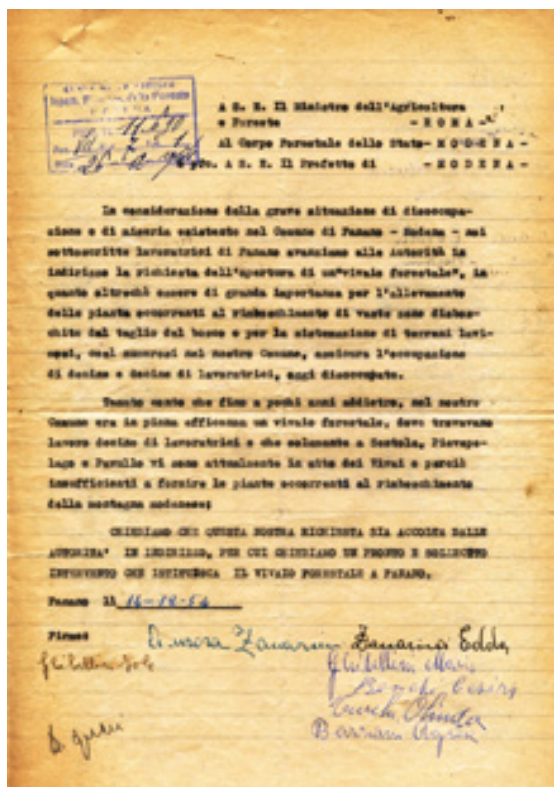 A S. E. Il Ministro dell'Agricoltura
e Foreste - R O M A -
Al Corpo Forestale dello Stato- M O D E N A -
A S. E. Il Prefetto di - M O D E N A -
In considerazione della grave situazione di disoccupa-
zione e di miseria esistente nel Comune di Fanano - Modena - noi
sottoscritte lavoratrici di Fanano avanziamo alle Autorità in
indirizzo la richiesta dell'apertura di un"vivaio forestale", in
quanto oltrechè essere di grande importanza per l'allevamento
delle piante occorrenti al rimboschimento di vaste zone disbos-
chite dal taglio del bosco e per la sistemazione di terreni
così numerosi nel nostro Comune, assicura l'occupazione
di decine e decine di lavoratrici, oggi disoccupate.
Tenuto conto che fino a pochi anni addietro, nel nostro
Comune era in piena efficenza un vivaio forestale, dove trovavano
lavoro decine di lavoratrici e che solamente a Sestola, Pievepe-
lago e Pavullo vi sono attualmente in atto dei Vivai e perciò
insufficienti a fornire le piante occorrenti al rimboschimento
della montagna modenese;
CHIEDIAMO CHE QUESTA NOSTRA RICHIESTA SIA ACCOLTA DALLE
AUTORITA' IN INDIRIZZO, PER CUI CHIEDIAMO UN PRONTO E SOLLECITO
INTERVENTO CHE ISTITUISCA IL VIVAIO FORESTALE A FANANO.
Fanano lì 16-12-54
Firme:
Zanarini Zanarini Edda